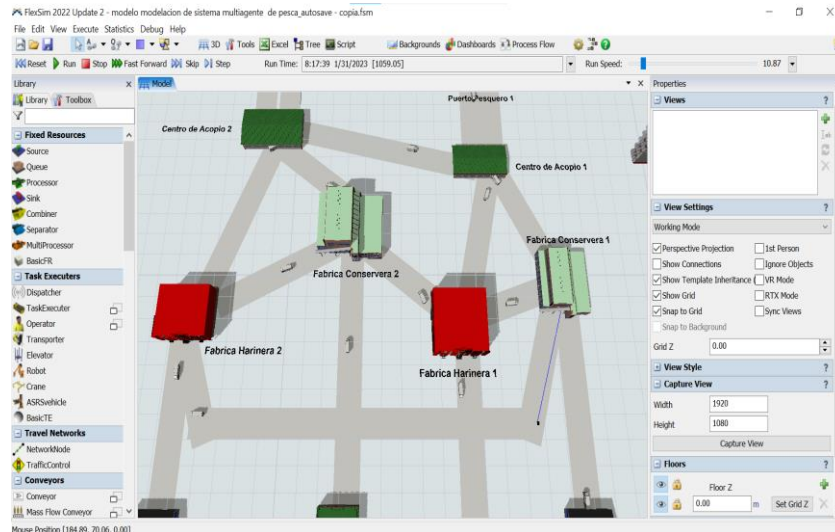 FlexSim 2022 Update 2 - modelo modelacion de sistema multiagente de pesca_autosave - copia.fsm
File Edit View Execute Statistics Debug Help
3D Tools Excel Tree Script Backgrounds Dashboards Process Flow
Reset Run Stop Fast Forward Skip Step Run Time: 8:17:39 1/31/2023 [1059.05] Run Speed: 10.87
Library
Library Toolbox
Fixed Resources
Source
Queue
Processor
Sink
Combiner
Separator
MultiProcessor
BasicFR
Task Executers
Dispatcher
TaskExecuter
Operator
Transporter
Elevator
Robot
Crane
ASRSvehicle
BasicTE
Travel Networks
NetworkNode
TrafficControl
Conveyors
Conveyor
Mass Flow Conveyor
Mouse Position [184.89, 70.06, 0.00]
Model
Puerto pesquero 1
Centro de Acopio 2
Centro de Acopio 1
Fabrica Conservera 1
Fabrica Conservera 2
Fabrica Harinera 2
Fabrica Harinera 1
Properties
Views ?
View Settings ?
Working Mode
Perspective Projection 1st Person
Show Connections Ignore Objects
Show Template Inheritance ( VR Mode
Show Grid RTX Mode
Snap to Grid Sync Views
Snap to Background
Grid Z 0.00
View Style ?
Capture View ?
Width 1920
Height 1080
Capture View
Floors ?
Floor Z
0.00 m Set Grid Z